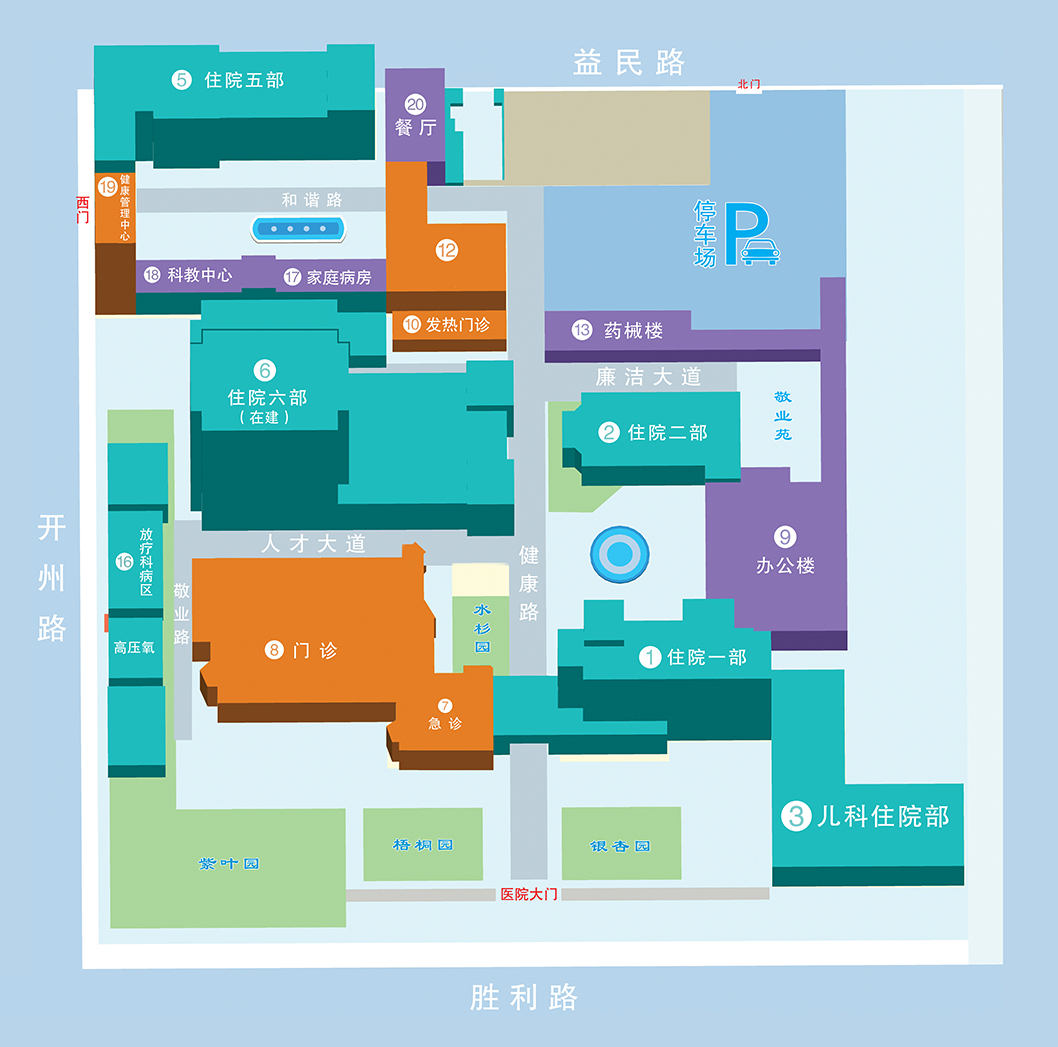 益民路
北门
5 住院五部
20
餐厅
19 健康管理中心
西门
和谐路
停车场
P
12
18 科教中心
17 家庭病房
10 发热门诊
13 药械楼
6
住院六部
（在建）
廉洁大道
敬业苑
2 住院二部
开州路
16 放疗科病区
人才大道
健康路
9
办公楼
敬业路
水杉园
高压氧
8 门诊
1 住院一部
7
急诊
3 儿科住院部
紫叶园
梧桐园
银杏园
医院大门
胜利路